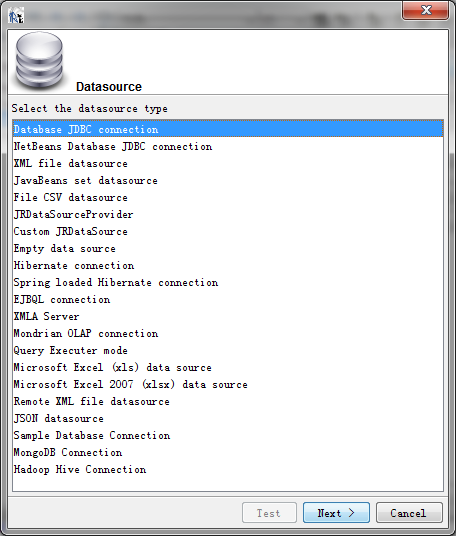 Datasource
Select the datasource type
Database JDBC connection
NetBeans Database JDBC connection
XML file datasource
JavaBeans set datasource
File CSV datasource
JRDataSourceProvider
Custom JRDataSource
Empty data source
Hibernate connection
Spring loaded Hibernate connection
EJBQL connection
XMLA Server
Mondrian OLAP connection
Query Executer mode
Microsoft Excel (xls) data source
Microsoft Excel 2007 (xlsx) data source
Remote XML file datasource
JSON datasource
Sample Database Connection
MongoDB Connection
Hadoop Hive Connection
Test Next > Cancel